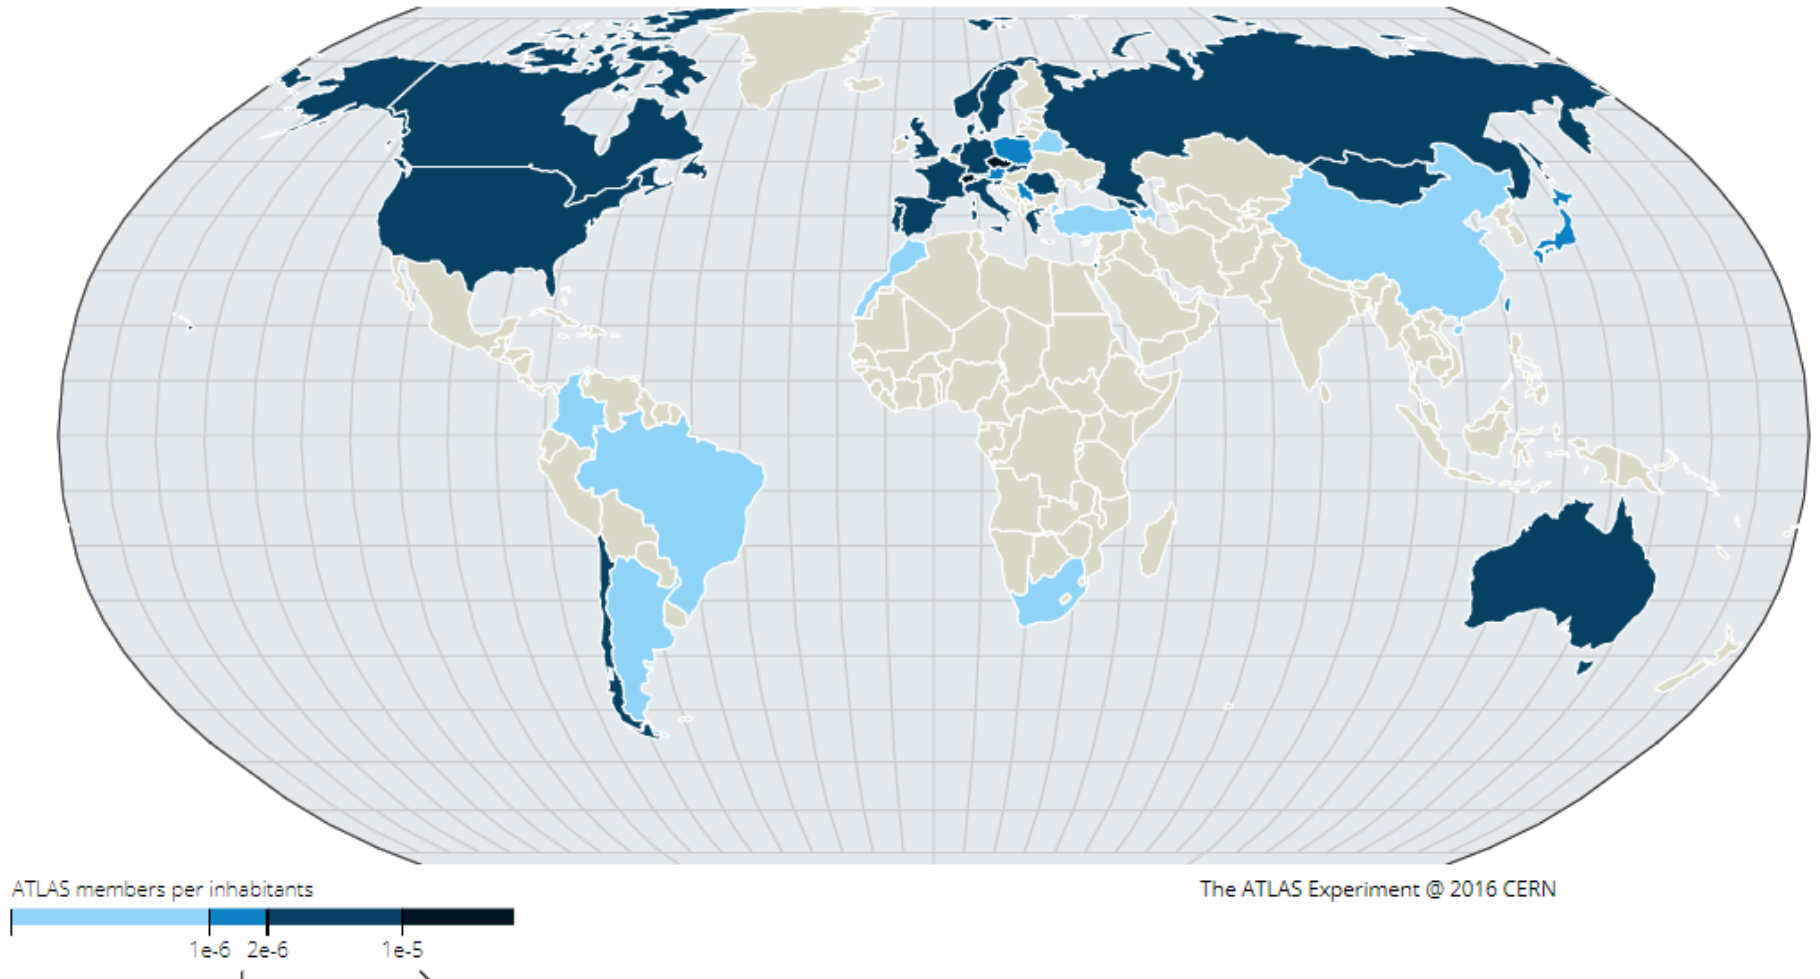 ATLAS members per inhabitants
The ATLAS Experiment @ 2016 CERN
1e-6 2e-6 1e-5